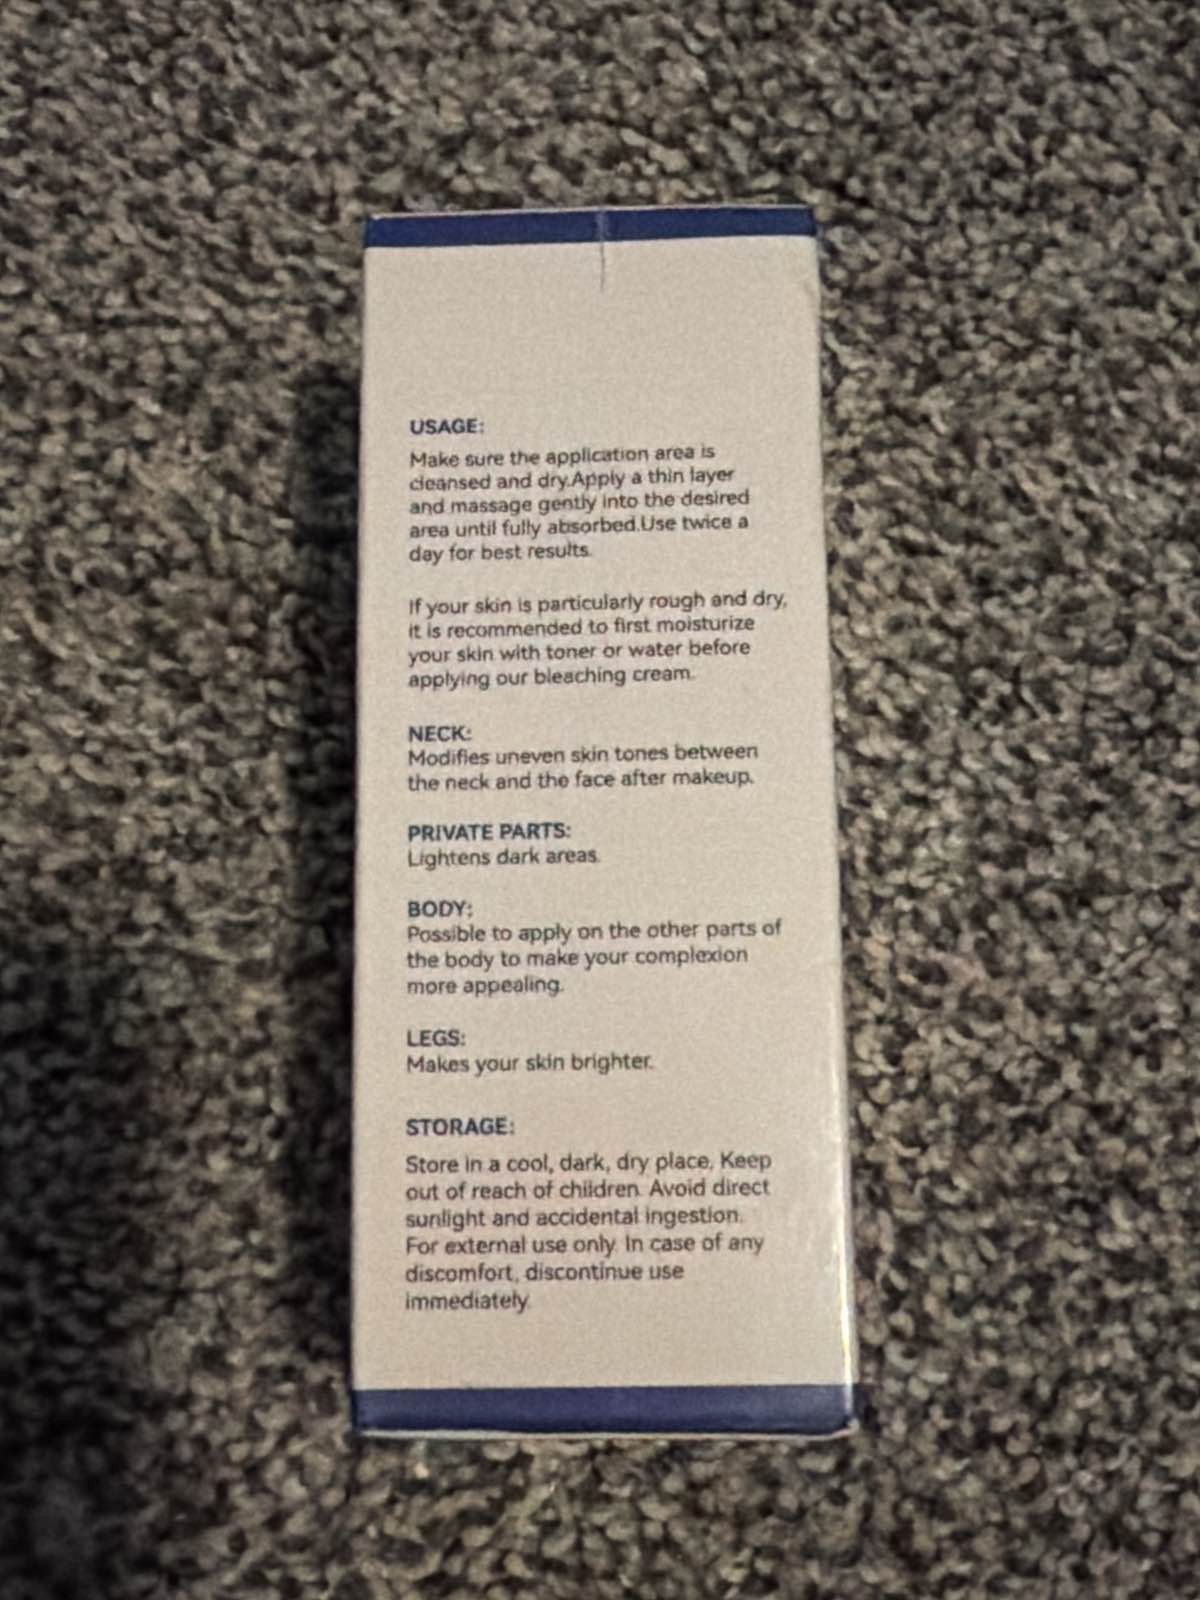 USAGE:
Make sure the application area is
cleansed and dry.Apply a thin layer
and massage gently into the desired
area until fully absorbed.Use twice a
day for best results.
If your skin is particularly rough and dry,
it is recommended to first moisturize
your skin with toner or water before
applying our bleaching cream.
NECK:
Modifies uneven skin tones between
the neck and the face after makeup.
PRIVATE PARTS:
Lightens dark areas.
BODY:
Possible to apply on the other parts of
the body to make your complexion
more appealing.
LEGS:
Makes your skin brighter.
STORAGE:
Store in a cool, dark, dry place. Keep
out of reach of children. Avoid direct
sunlight and accidental ingestion.
For external use only. In case of any
discomfort, discontinue use
immediately.